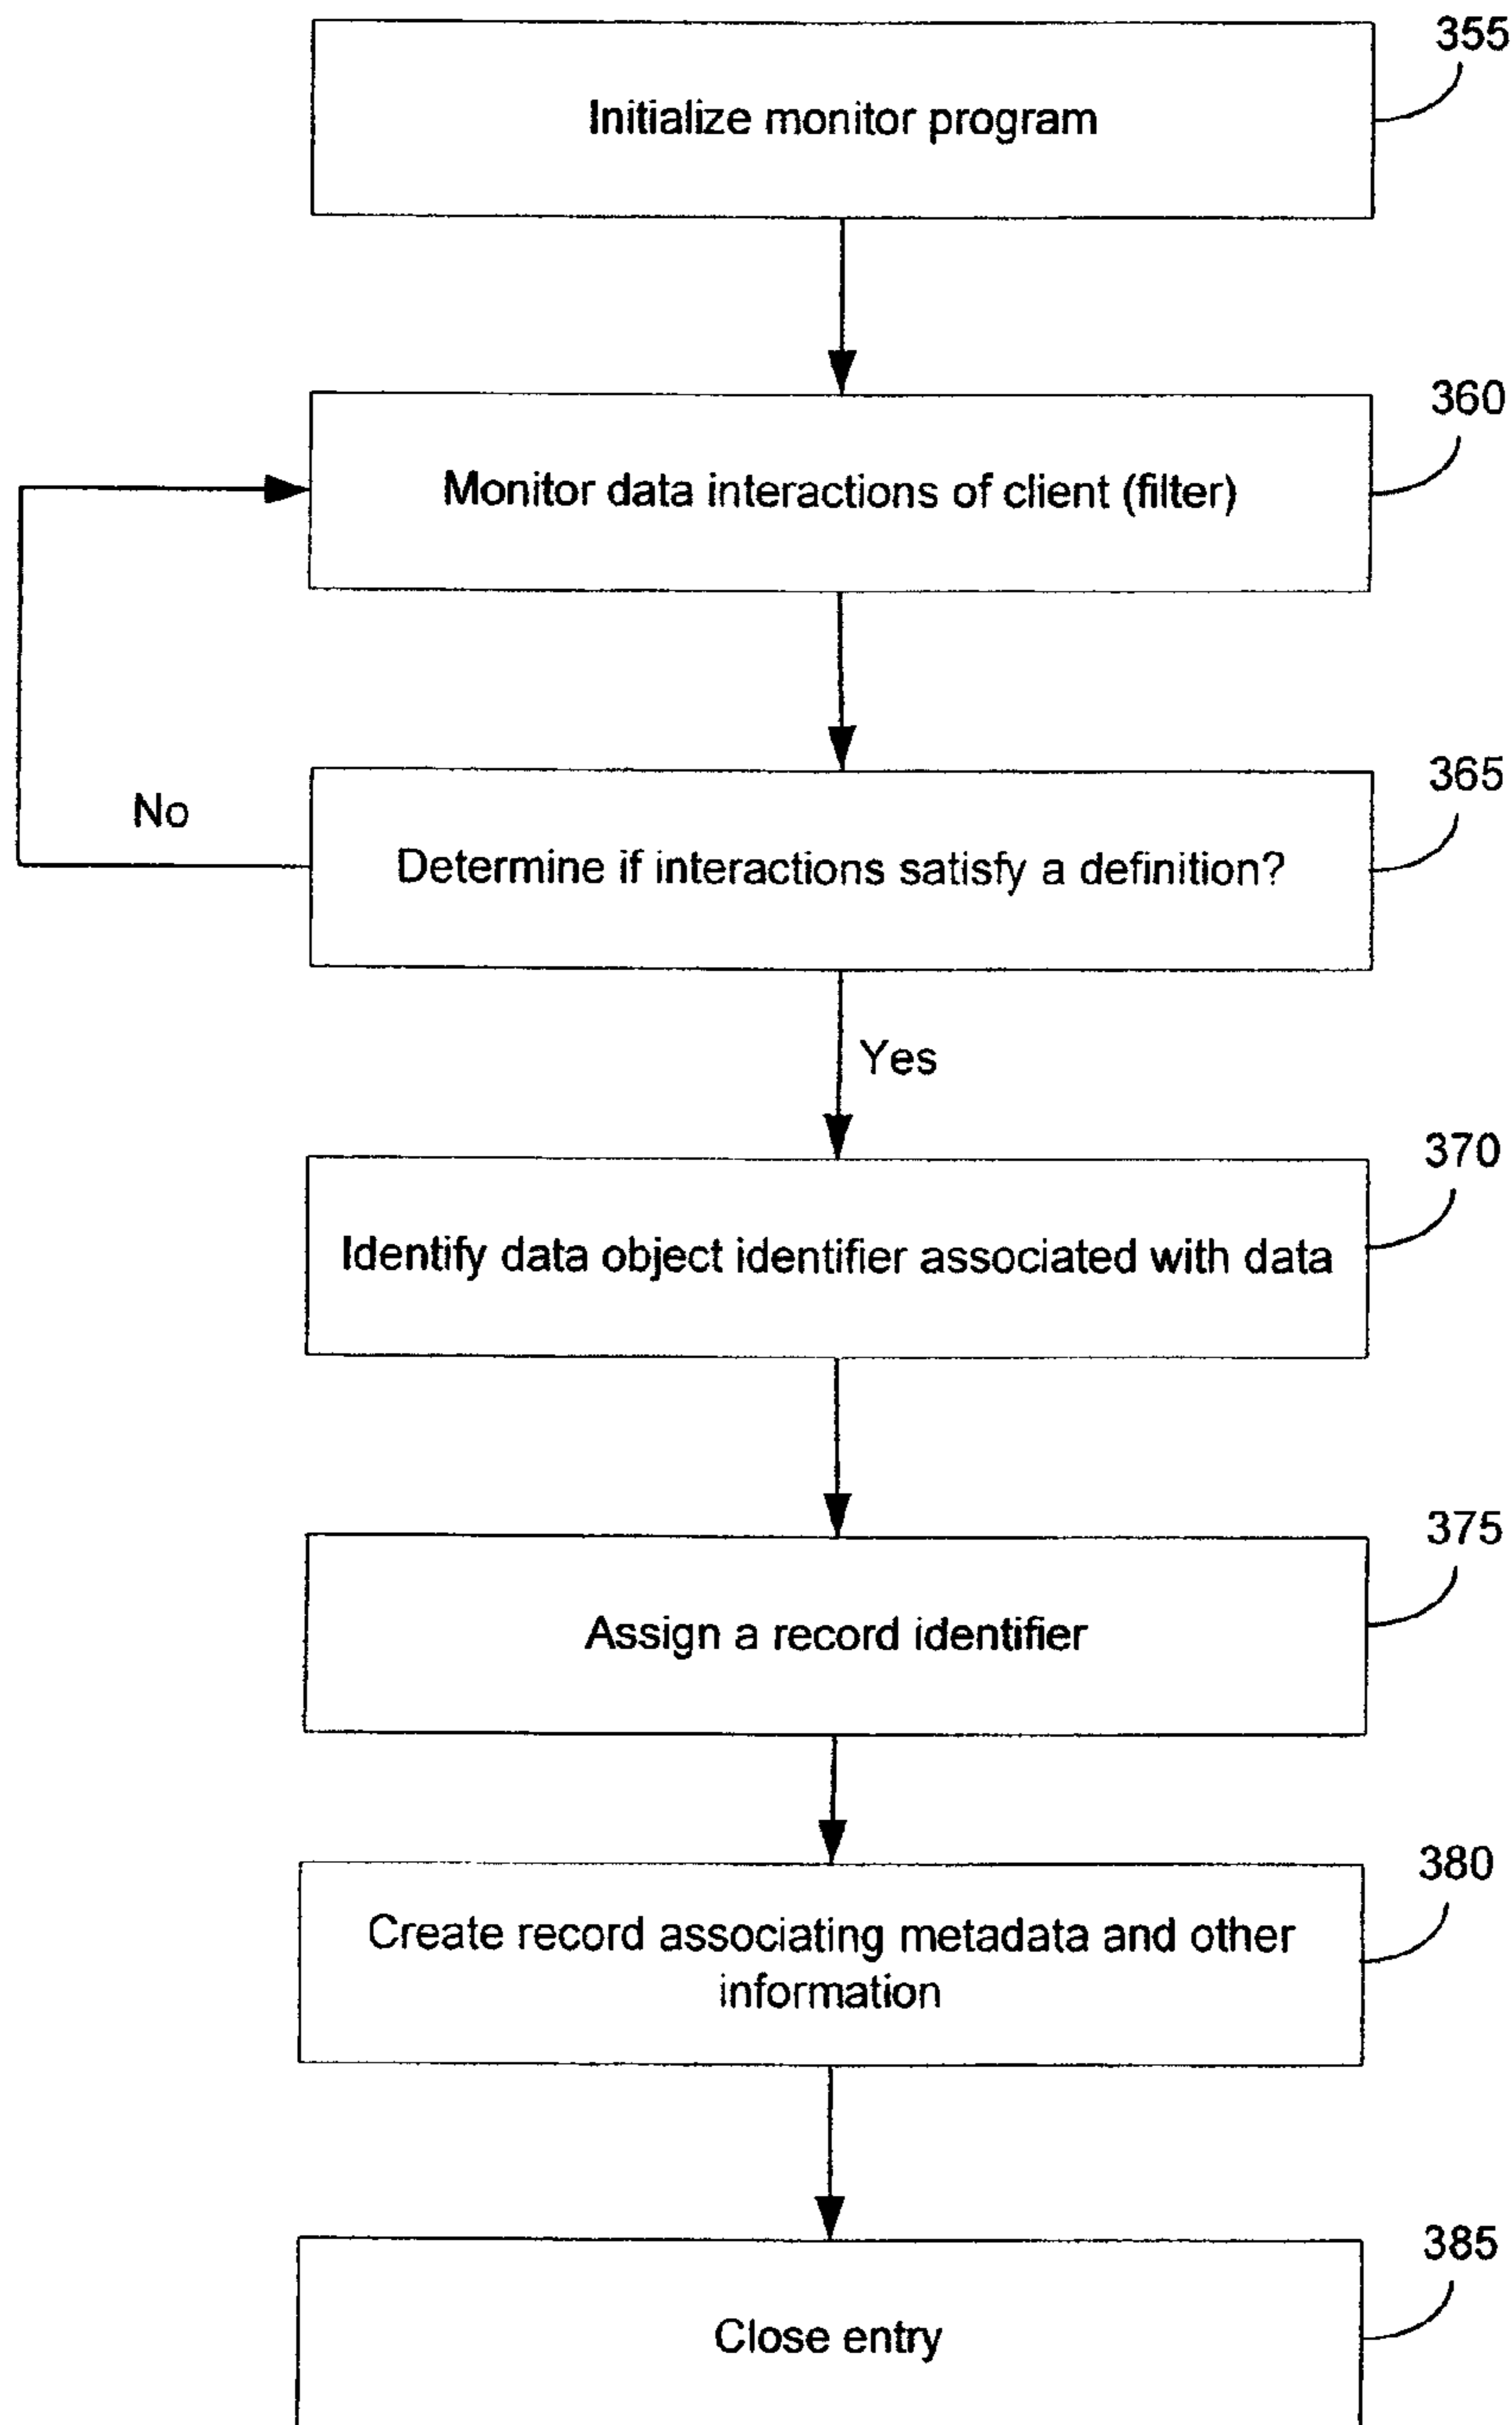 355
Initialize monitor program
360
Monitor data interactions of client (filter)
365
No
Determine if interactions satisfy a definition?
Yes
370
Identify data object identifier associated with data
375
Assign a record identifier
380
Create record associating metadata and other
information
385
Close entry